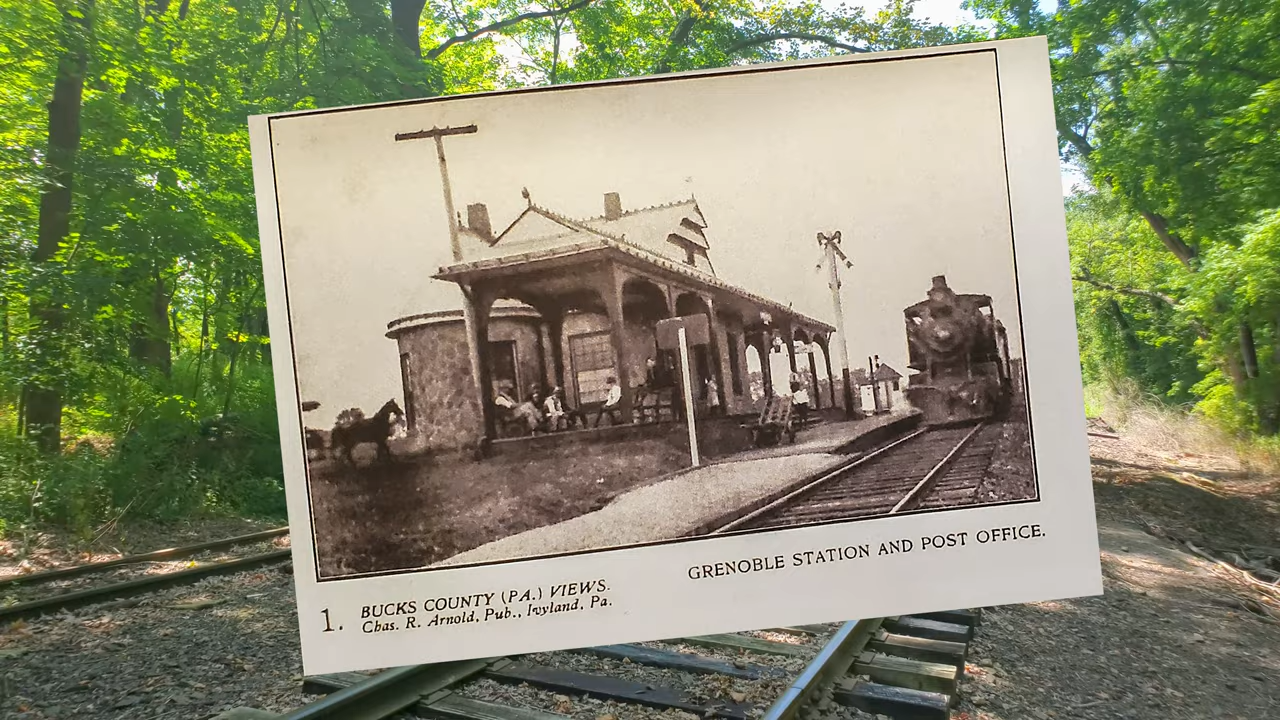 GRENOBLE STATION AND POST OFFICE.
1. BUCKS COUNTY (PA.) VIEWS.
Chas. R. Arnold, Pub., Ivyland, Pa.